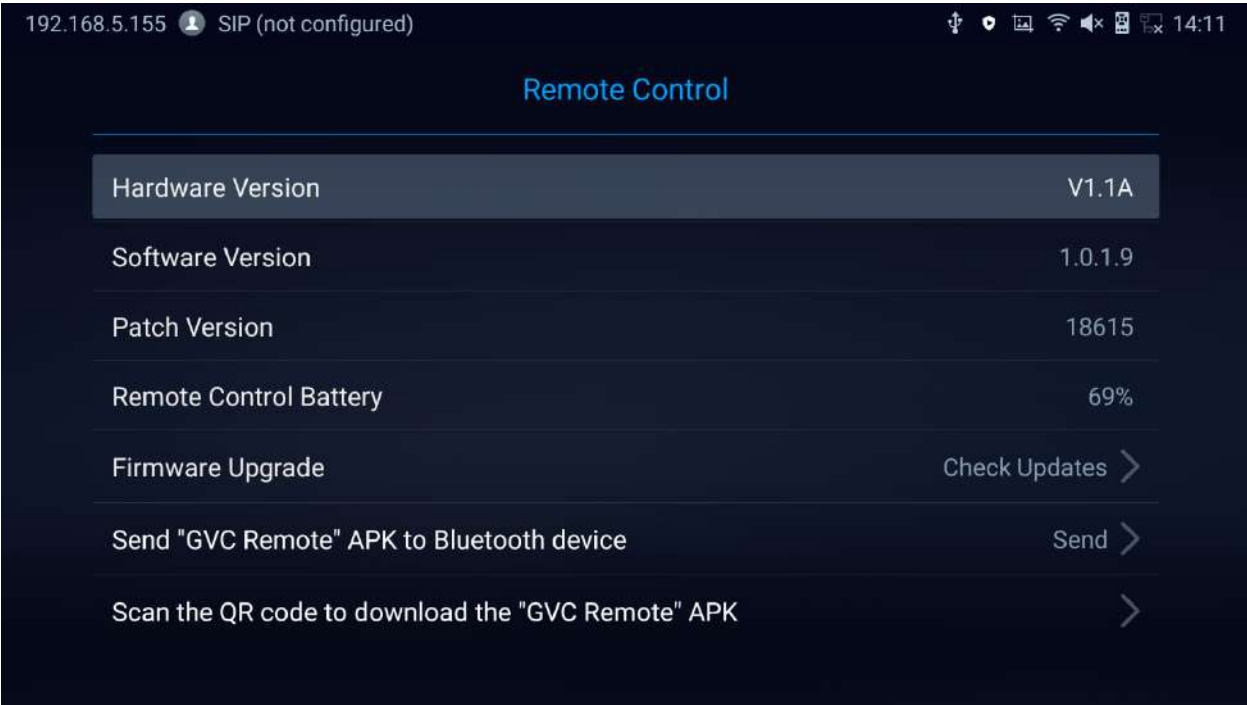 192.168.5.155 SIP (not configured) 14:11
Remote Control
Hardware Version V1.1A
Software Version 1.0.1.9
Patch Version 18615
Remote Control Battery 69%
Firmware Upgrade Check Updates
Send "GVC Remote" APK to Bluetooth device Send
Scan the QR code to download the "GVC Remote" APK